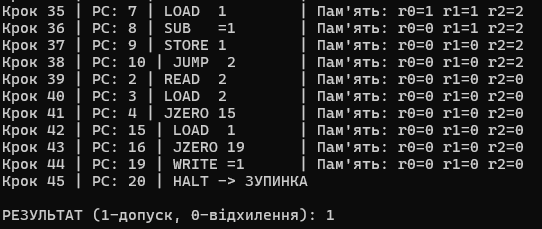 Крок 35 | PC: 7 | LOAD  1        | Пам'ять: r0=1 r1=1 r2=2
Крок 36 | PC: 8 | SUB   =1       | Пам'ять: r0=0 r1=1 r2=2
Крок 37 | PC: 9 | STORE 1        | Пам'ять: r0=0 r1=0 r2=2
Крок 38 | PC: 10 | JUMP  2       | Пам'ять: r0=0 r1=0 r2=2
Крок 39 | PC: 2 | READ  2        | Пам'ять: r0=0 r1=0 r2=0
Крок 40 | PC: 3 | LOAD  2        | Пам'ять: r0=0 r1=0 r2=0
Крок 41 | PC: 4 | JZERO 15       | Пам'ять: r0=0 r1=0 r2=0
Крок 42 | PC: 15 | LOAD  1       | Пам'ять: r0=0 r1=0 r2=0
Крок 43 | PC: 16 | JZERO 19      | Пам'ять: r0=0 r1=0 r2=0
Крок 44 | PC: 19 | WRITE =1      | Пам'ять: r0=0 r1=0 r2=0
Крок 45 | PC: 20 | HALT -> ЗУПИНКА
РЕЗУЛЬТАТ (1-допуск, 0-відхилення): 1